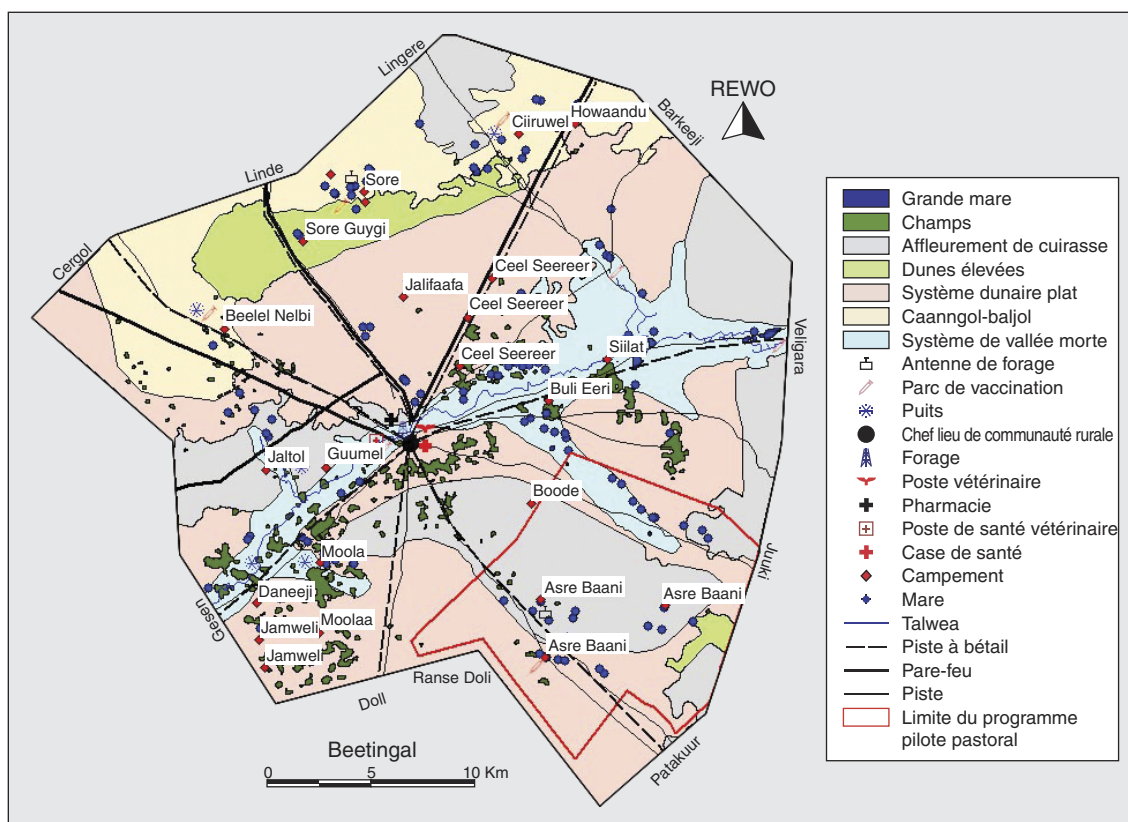 Lingere
REWO
Barkeeji
Howaandu
Ciiruwel
Linde
Sore
Sore Guygi
Cergol
Ceel Seereer
Jalifaafa
Ceel Seereer
Beelel Nelbi
Veligara
Ceel Seereer
Siilat
Buli Eeri
Jaltol
Guumel
Boode
Moola
Juuki
Daneeji
Gesen
Asre Baani
Asre Baani
Jamweli
Moolaa
Jamweli
Asre Baani
Ranse Doli
Doll
Patakuur
Beetingal
0 5 10 Km
Grande mare
Champs
Affleurement de cuirasse
Dunes élevées
Système dunaire plat
Caanngol-baljol
Système de vallée morte
Antenne de forage
Parc de vaccination
Puits
Chef lieu de communauté rurale
Forage
Poste vétérinaire
Pharmacie
Poste de santé vétérinaire
Case de santé
Campement
Mare
Talwea
Piste à bétail
Pare-feu
Piste
Limite du programme
pilote pastoral